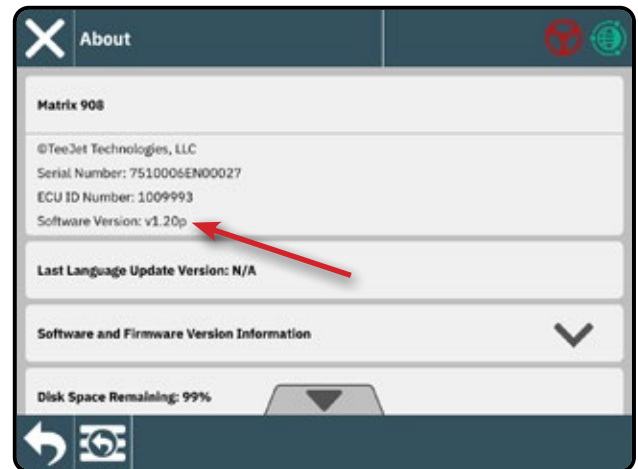 About
Matrix 908
©TeeJet Technologies, LLC
Serial Number: 7510006EN00027
ECU ID Number: 1009993
Software Version: v1.20p
Last Language Update Version: N/A
Software and Firmware Version Information
Disk Space Remaining: 99%